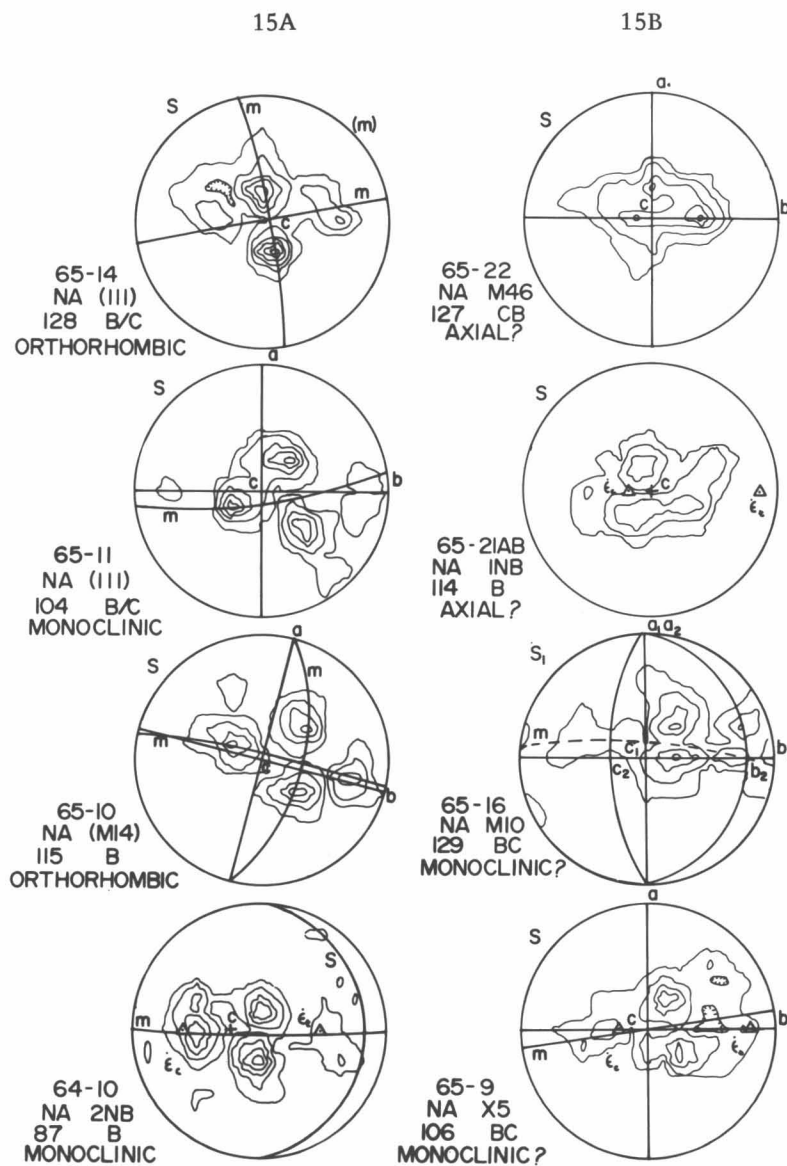 15A
15B
S
m
(m)
m
c
65-14
NA (111)
128 B/C
ORTHORHOMBIC
a
S
c
b
m
65-11
NA (111)
104 B/C
MONOCLINIC
a
S
m
m
b
65-10
NA (M14)
115 B
ORTHORHOMBIC
S
m
c
64-10
NA 2NB
87 B
MONOCLINIC
a
S
c
b
65-22
NA M46
127 CB
AXIAL?
S
c
65-21AB
NA INB
114 B
AXIAL?
a₁ a₂
S₁
m
c₁
b
c₂
b₂
65-16
NA M10
129 BC
MONOCLINIC?
a
S
c
b
m
65-9
NA X5
106 BC
MONOCLINIC?